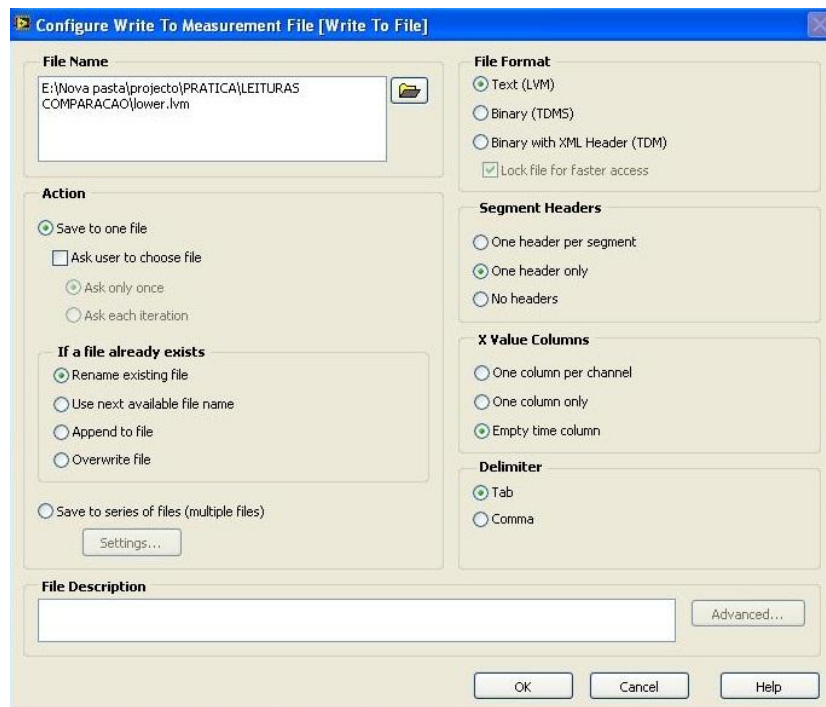 Configure Write To Measurement File [Write To File]
File Name
E:\Nova pasta\projecto\PRATICA\LEITURAS
COMPARACAO\lower.lvm
Action
Save to one file
Ask user to choose file
Ask only once
Ask each iteration
If a file already exists
Rename existing file
Use next available file name
Append to file
Overwrite file
Save to series of files (multiple files)
Settings...
File Format
Text (LVM)
Binary (TDMS)
Binary with XML Header (TDM)
Lock file for faster access
Segment Headers
One header per segment
One header only
No headers
X Value Columns
One column per channel
One column only
Empty time column
Delimiter
Tab
Comma
File Description
Advanced...
OK
Cancel
Help